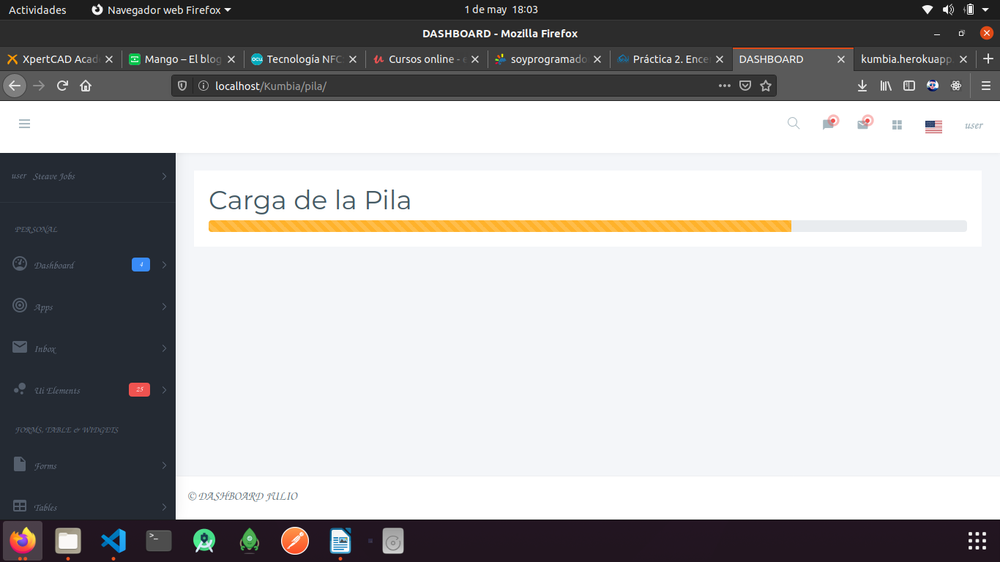 Actividades
Navegador web Firefox
1 de may 18:03
DASHBOARD - Mozilla Firefox
XpertCAD Acad
Mango – El blog
Tecnología NFC:
Cursos online - e
soyprogramado
Práctica 2. Ence
DASHBOARD
kumbia.herokuapp.
localhost/Kumbia/pila/
user
user Steave Jobs
PERSONAL
Dashboard 4
Apps
Inbox
Ui Elements 25
FORMS, TABLE & WIDGETS
Forms
Tables
Carga de la Pila
© DASHBOARD JULIO